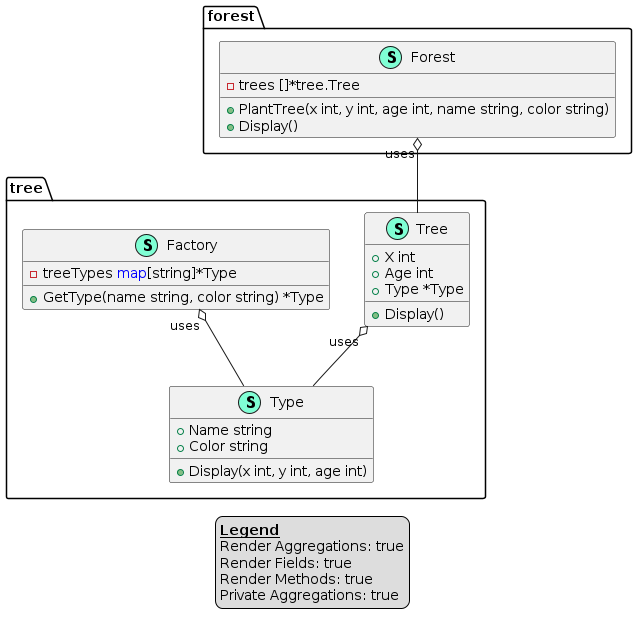 forest
S Forest
trees []*tree.Tree
PlantTree(x int, y int, age int, name string, color string)
Display()
uses
tree
S Factory
treeTypes map[string]*Type
GetType(name string, color string) *Type
S Tree
X int
Age int
Type *Type
Display()
uses
uses
S Type
Name string
Color string
Display(x int, y int, age int)
Legend
Render Aggregations: true
Render Fields: true
Render Methods: true
Private Aggregations: true